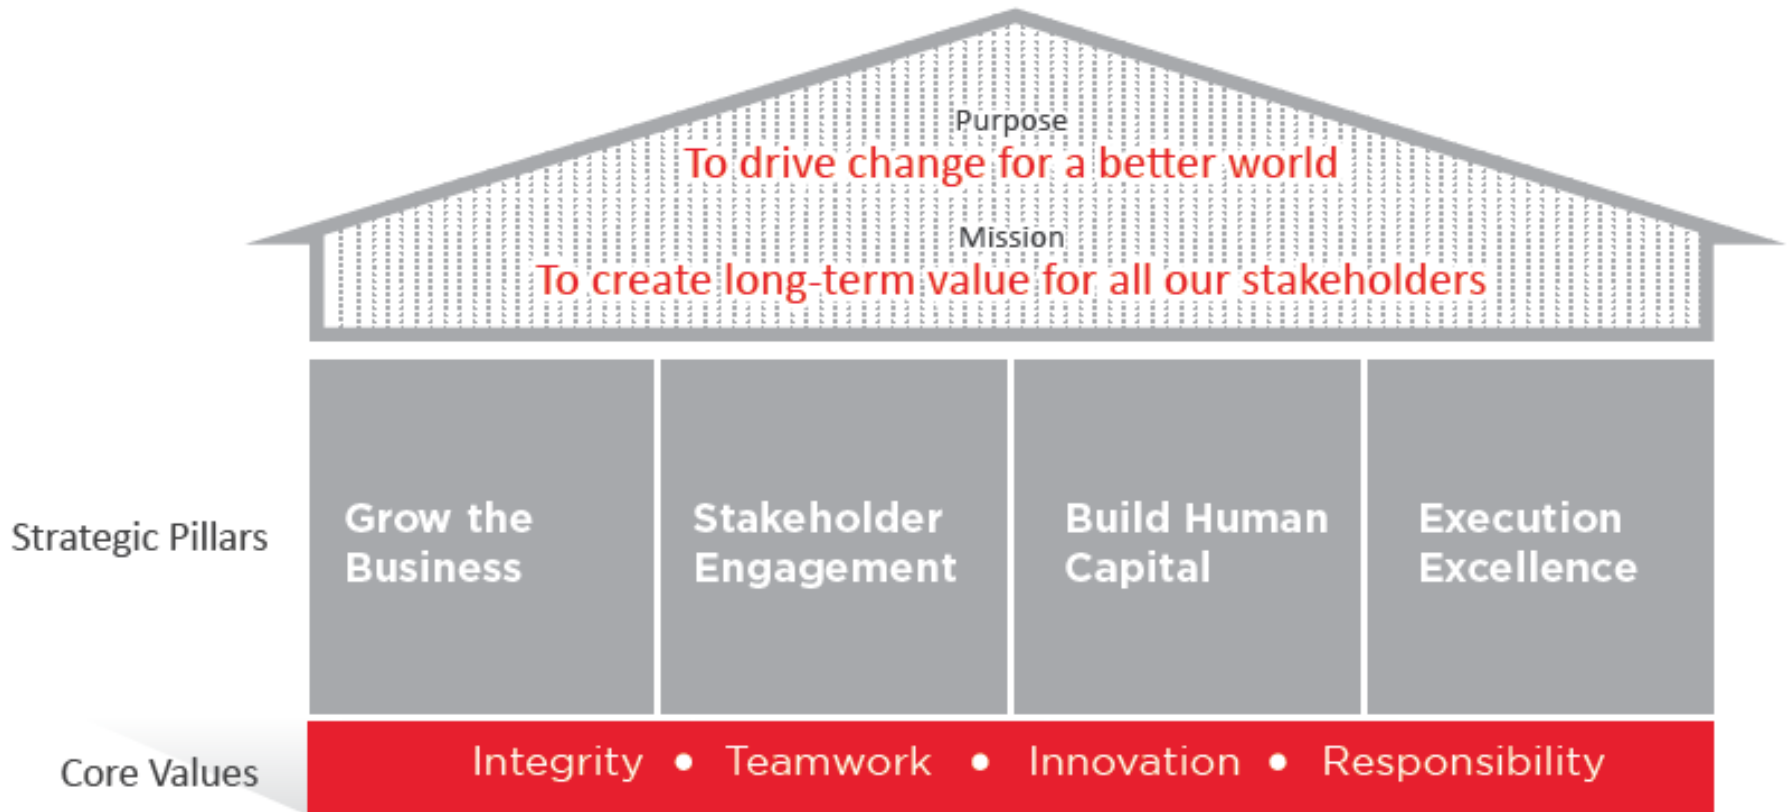 Purpose
To drive change for a better world
Mission
To create long-term value for all our stakeholders
Strategic Pillars
Grow the
Business
Stakeholder
Engagement
Build Human
Capital
Execution
Excellence
Core Values
Integrity • Teamwork • Innovation • Responsibility